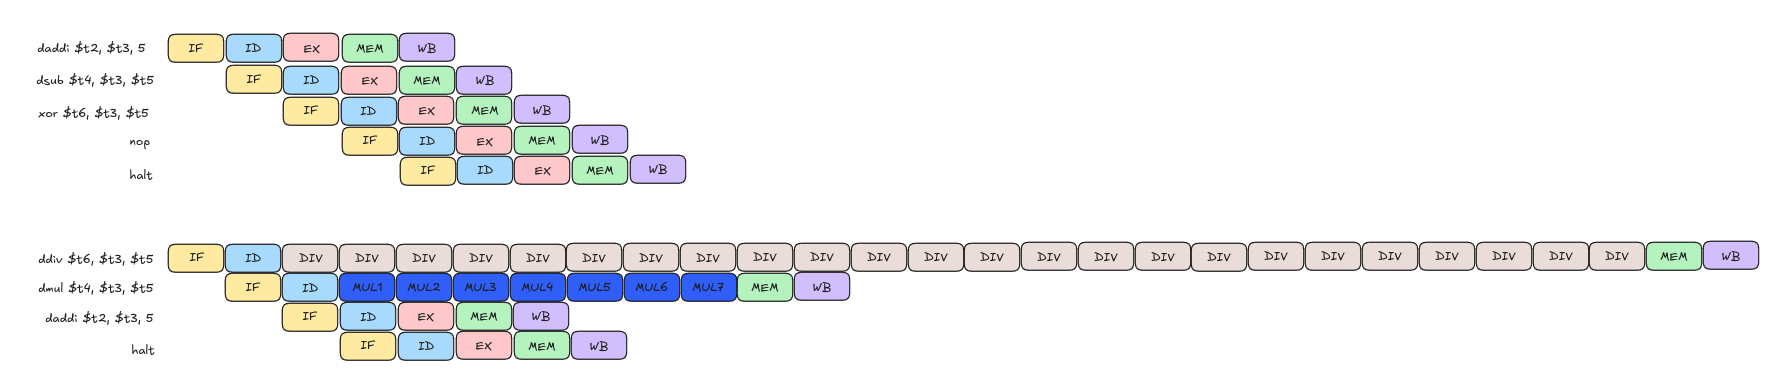 daddi $t2, $t3, 5 IF ID EX MEM WB
dsub $t4, $t3, $t5 IF ID EX MEM WB
xor $t6, $t3, $t5 IF ID EX MEM WB
nop IF ID EX MEM WB
halt IF ID EX MEM WB
ddiv $t6, $t3, $t5 IF ID DIV DIV DIV DIV DIV DIV DIV DIV DIV DIV DIV DIV DIV DIV DIV DIV DIV DIV DIV DIV DIV DIV DIV DIV MEM WB
dmul $t4, $t3, $t5 IF ID MUL1 MUL2 MUL3 MUL4 MUL5 MUL6 MUL7 MEM WB
daddi $t2, $t3, 5 IF ID EX MEM WB
halt IF ID EX MEM WB